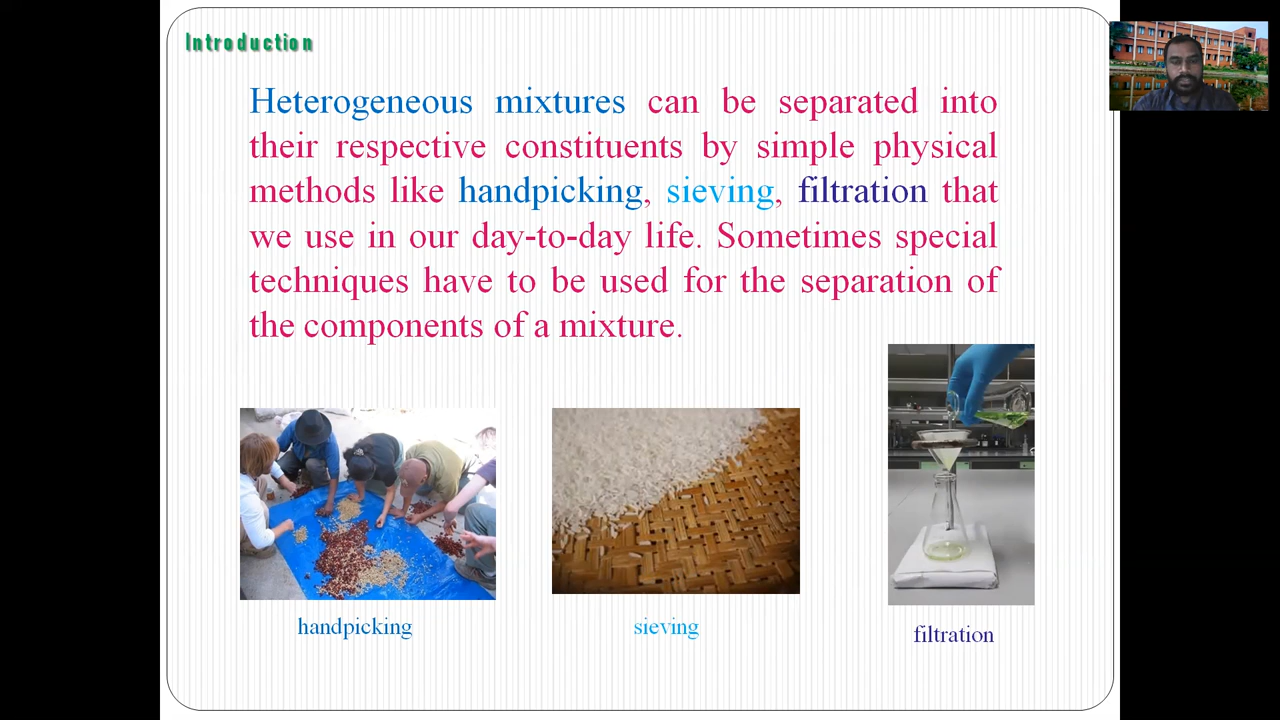 Introduction
Heterogeneous mixtures can be separated into
their respective constituents by simple physical
methods like handpicking, sieving, filtration that
we use in our day-to-day life. Sometimes special
techniques have to be used for the separation of
the components of a mixture.
handpicking
sieving
filtration